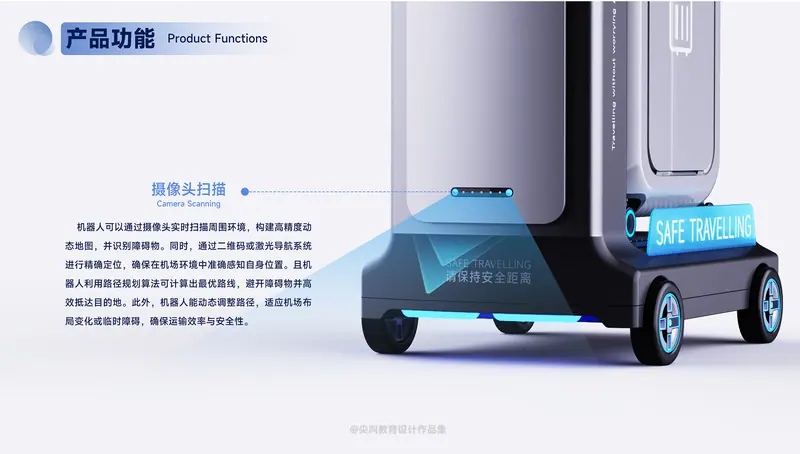 产品功能 Product Functions
Travelling without worrying
摄像头扫描
Camera Scanning
机器人可以通过摄像头实时扫描周围环境，构建高精度动
态地图，并识别障碍物。同时，通过二维码或激光导航系统
进行精确定位，确保在机场环境中准确感知自身位置。且机
器人利用路径规划算法可计算出最优路线，避开障碍物并高
效抵达目的地。此外，机器人能动态调整路径，适应机场布
局变化或临时障碍，确保运输效率与安全性。
SAFE TRAVELLING
SAFE TRAVELLING
请保持安全距离
@尖叫教育设计作品集